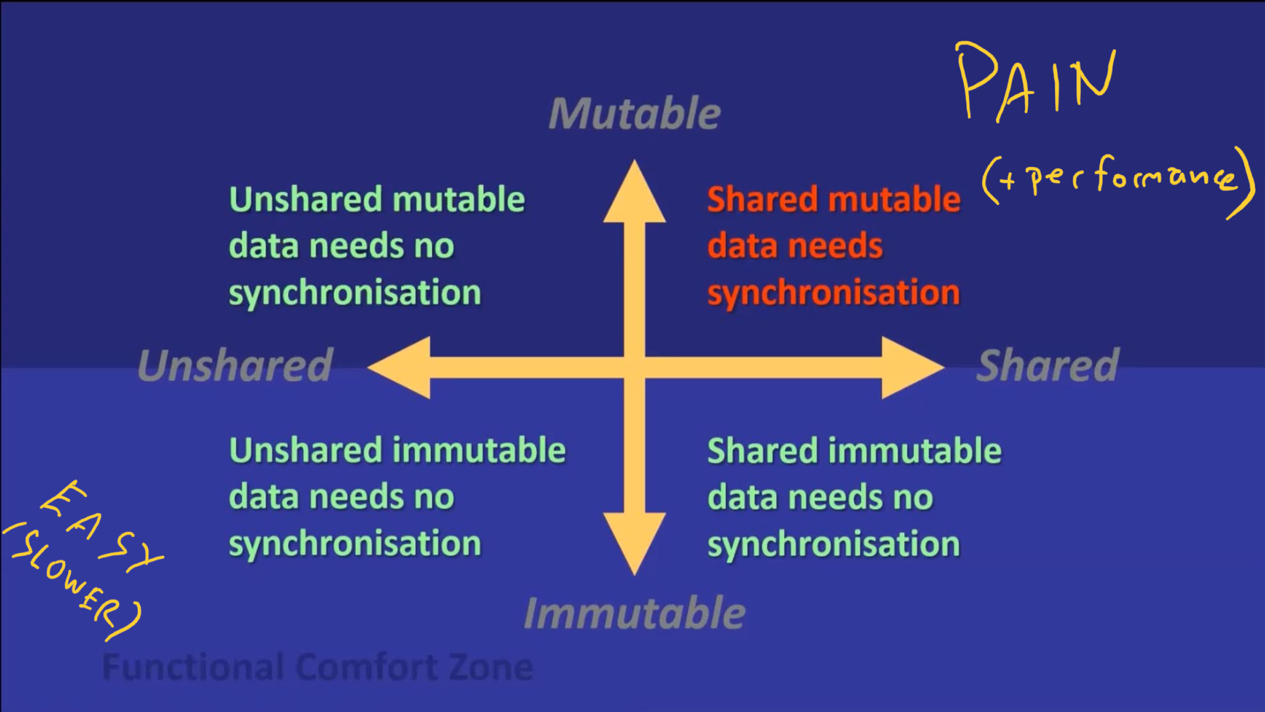 PAIN
(+ performance)
Mutable
Unshared mutable
data needs no
synchronisation
Shared mutable
data needs
synchronisation
Unshared
Shared
Unshared immutable
data needs no
synchronisation
Shared immutable
data needs no
synchronisation
EASY
(SLOWER)
Immutable
Functional Comfort Zone